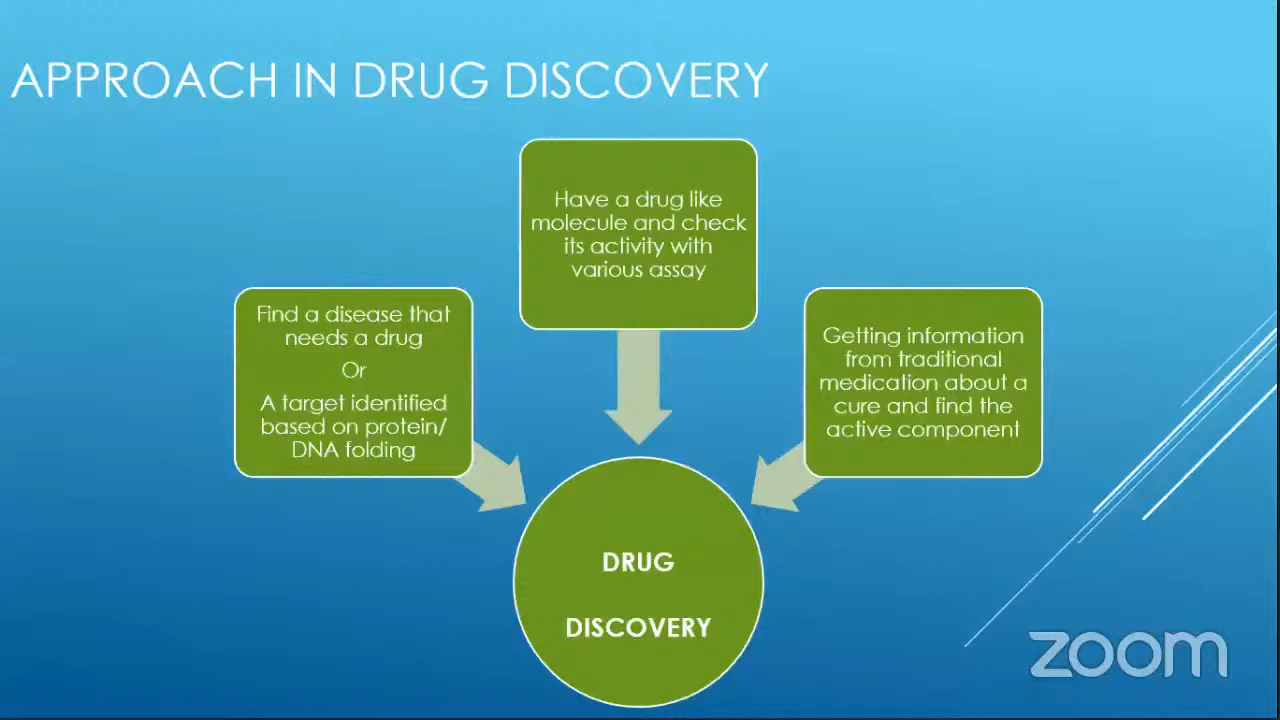 APPROACH IN DRUG DISCOVERY
Have a drug like
molecule and check
its activity with
various assay
Find a disease that
needs a drug
Or
A target identified
based on protein/
DNA folding
Getting information
from traditional
medication about a
cure and find the
active component
DRUG
DISCOVERY
zoom